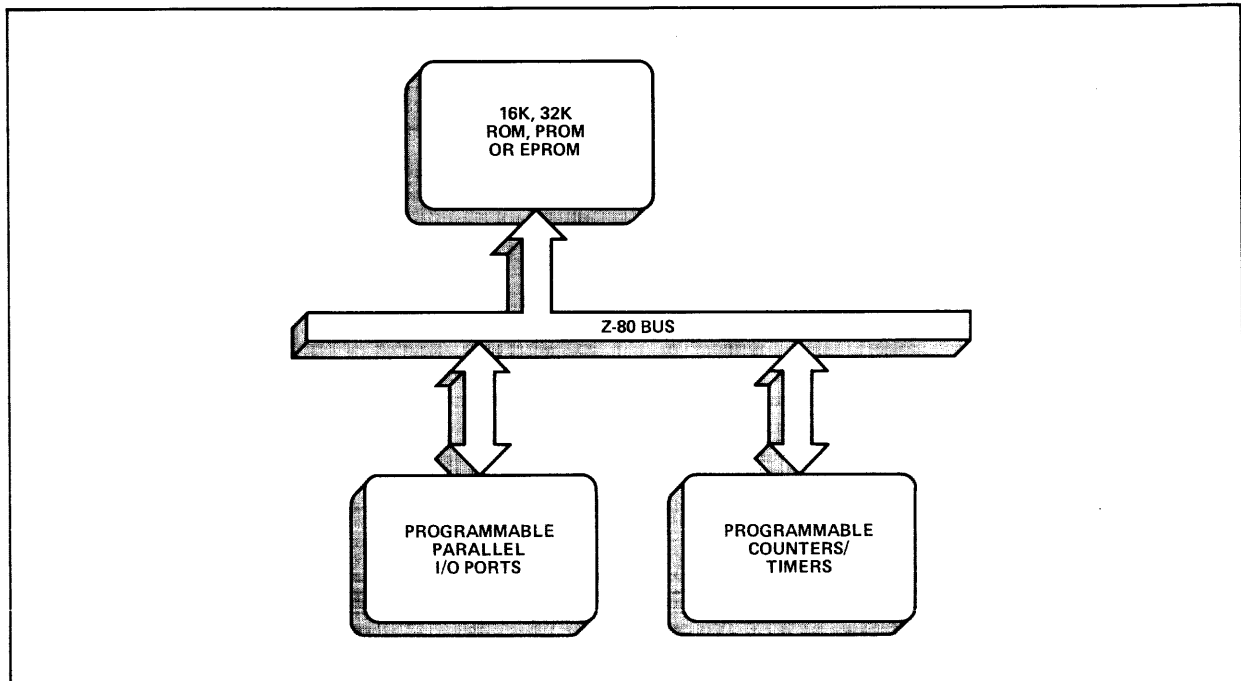 16K, 32K
ROM, PROM
OR EPROM
Z-80 BUS
PROGRAMMABLE
PARALLEL
I/O PORTS
PROGRAMMABLE
COUNTERS/
TIMERS